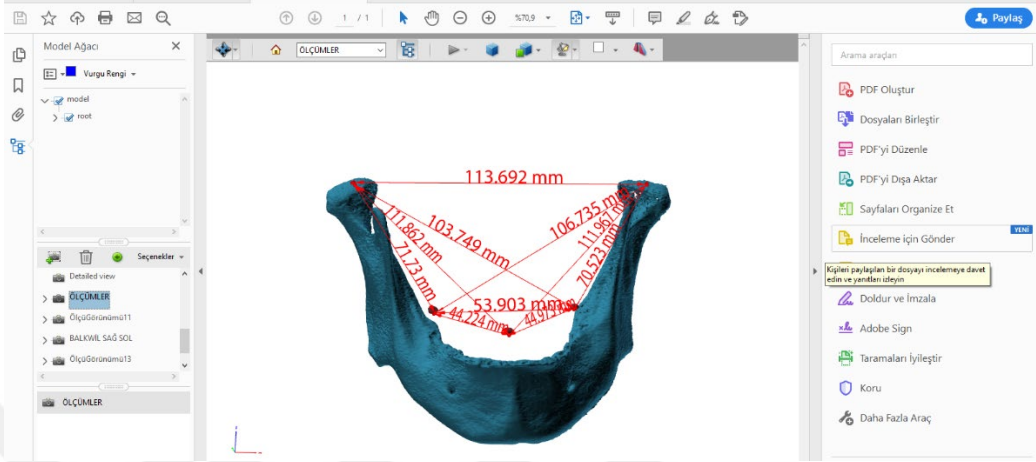 1 / 1
%70,9
Paylaş
Model Ağacı
Vurgu Rengi
model
root
Seçenekler
Detailed view
ÖLÇÜMLER
ÖlçüGörünümü11
BALKWIL SAĞ SOL
ÖlçüGörünümü13
ÖLÇÜMLER
ÖLÇÜMLER
113.692 mm
111.862 mm
103.749 mm
106.735 mm
111.967 mm
71.73 mm
70.523 mm
53.903 mm
44.224 mm
44.973 mm
Arama araçları
PDF Oluştur
Dosyaları Birleştir
PDF'yi Düzenle
PDF'yi Dışa Aktar
Sayfaları Organize Et
İnceleme için Gönder
YENİ
Kişileri paylaşılan bir dosyayı incelemeye davet
edin ve yanıtları izleyin
Doldur ve İmzala
Adobe Sign
Taramaları İyileştir
Koru
Daha Fazla Araç